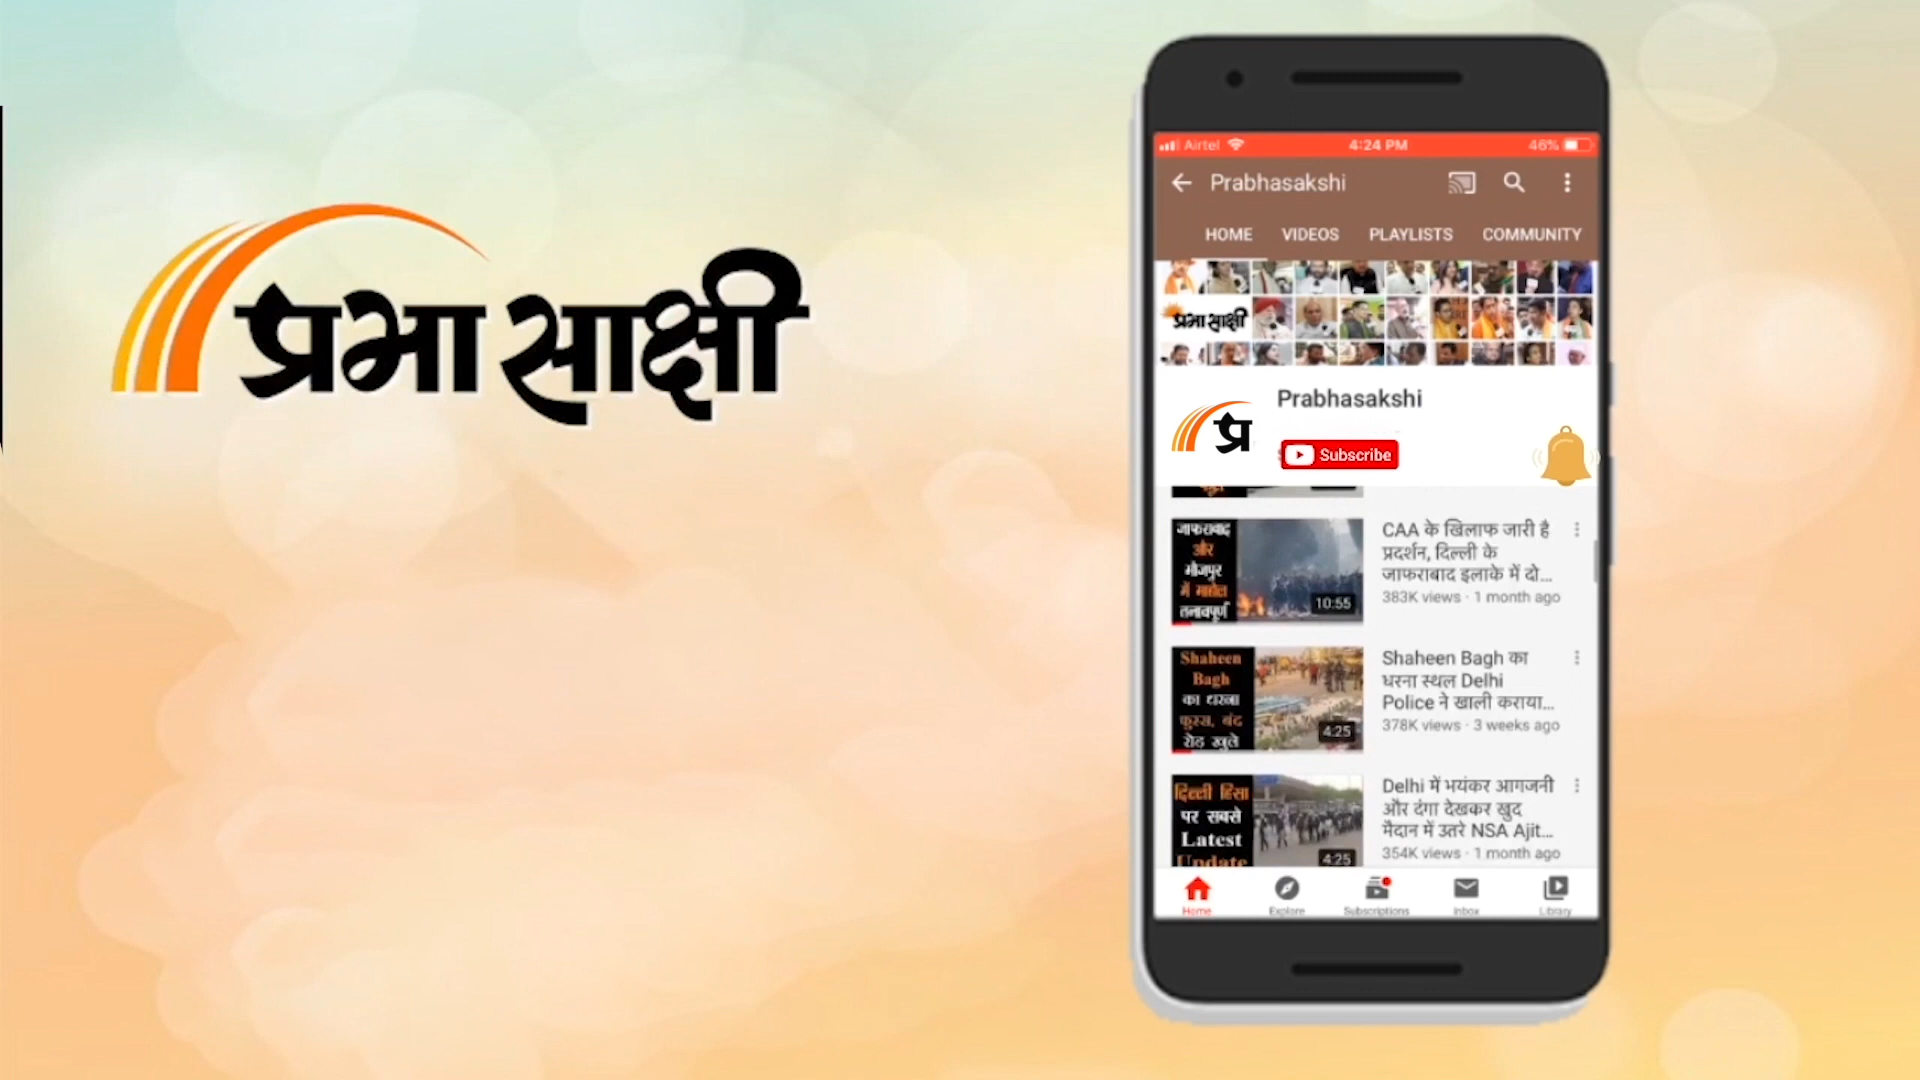 प्रभासाक्षी
Airtel 4:24 PM 46%
Prabhasakshi
HOME VIDEOS PLAYLISTS COMMUNITY
प्रभासाक्षी
Prabhasakshi
प्र
Subscribe
जाफराबाद
और
मौजपुर
में माहौल
तनावपूर्ण
10:55
CAA के खिलाफ जारी है
प्रदर्शन, दिल्ली के
जाफराबाद इलाके में दो...
383K views · 1 month ago
Shaheen
Bagh
का धरना
फुस्स, बंद
रोड खुले
4:25
Shaheen Bagh का
धरना स्थल Delhi
Police ने खाली कराया...
378K views · 3 weeks ago
दिल्ली हिंसा
पर सबसे
Latest
Update
4:25
Delhi में भयंकर आगजनी
और दंगा देखकर खुद
मैदान में उतरे NSA Ajit...
354K views · 1 month ago
Home Explore Subscriptions Inbox Library